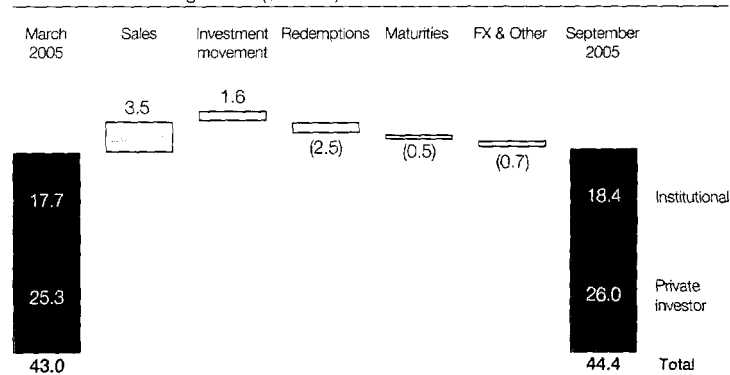 March Sales Investment Redemptions Maturities FX & Other September
2005 movement 2005
3.5 1.6
(2.5) (0.5) (0.7)
17.7 18.4 Institutional
25.3 26.0 Private
investor
43.0 44.4 Total